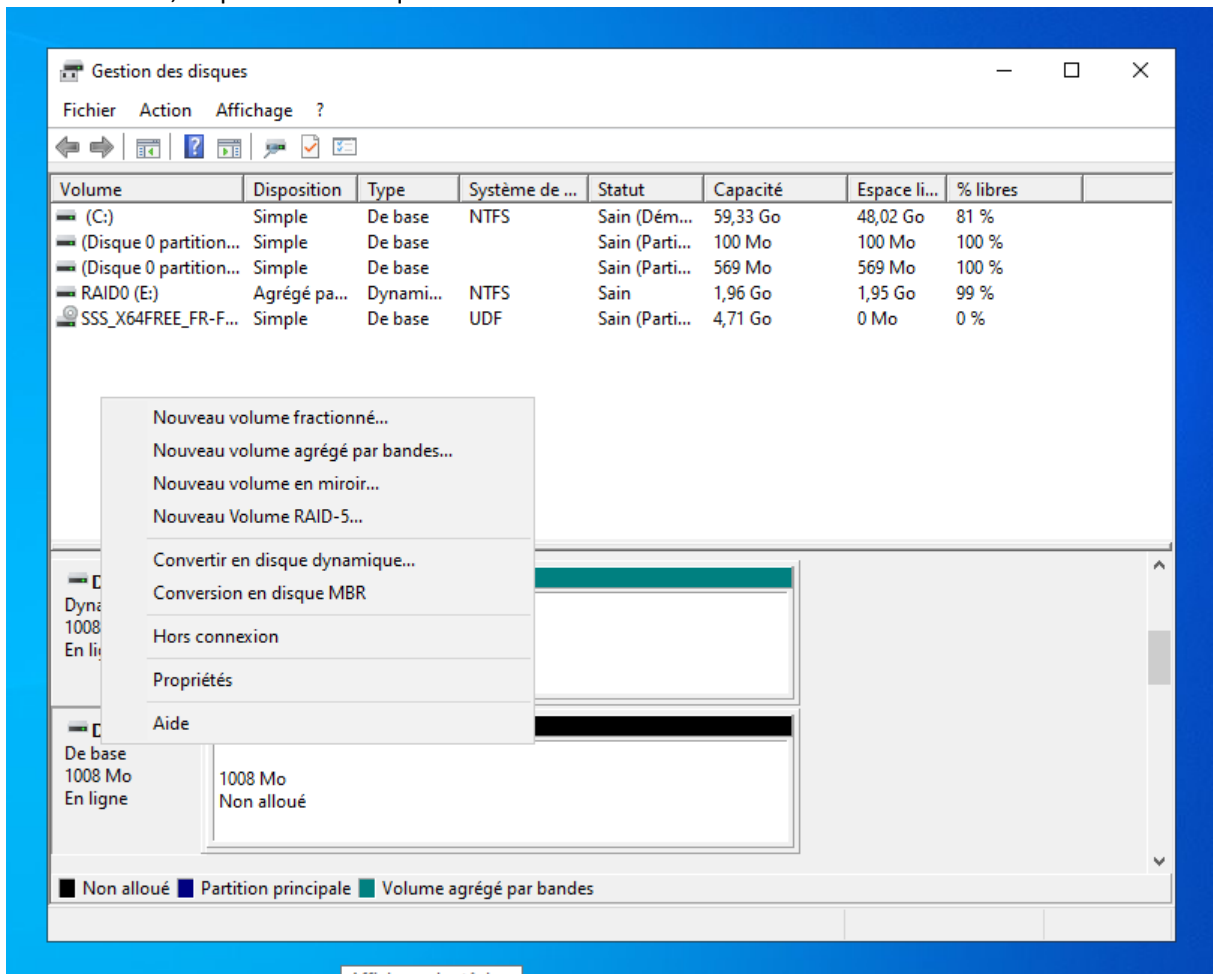 Gestion des disques
Fichier Action Affichage ?
Volume Disposition Type Système de ... Statut Capacité Espace li... % libres
(C:) Simple De base NTFS Sain (Dém... 59,33 Go 48,02 Go 81 %
(Disque 0 partition... Simple De base Sain (Parti... 100 Mo 100 Mo 100 %
(Disque 0 partition... Simple De base Sain (Parti... 569 Mo 569 Mo 100 %
RAID0 (E:) Agrégé pa... Dynami... NTFS Sain 1,96 Go 1,95 Go 99 %
SSS_X64FREE_FR-F... Simple De base UDF Sain (Parti... 4,71 Go 0 Mo 0 %
Nouveau volume fractionné...
Nouveau volume agrégé par bandes...
Nouveau volume en miroir...
Nouveau Volume RAID-5...
Convertir en disque dynamique...
Conversion en disque MBR
Hors connexion
Propriétés
Aide
Dyna
1008
En li
De base
1008 Mo
En ligne
1008 Mo
Non alloué
Non alloué Partition principale Volume agrégé par bandes